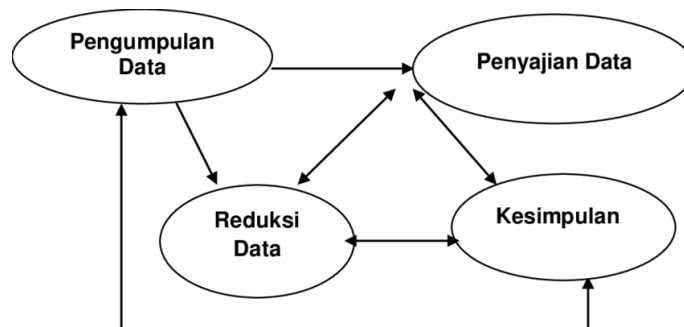 Pengumpulan
Data
Penyajian Data
Reduksi
Data
Kesimpulan